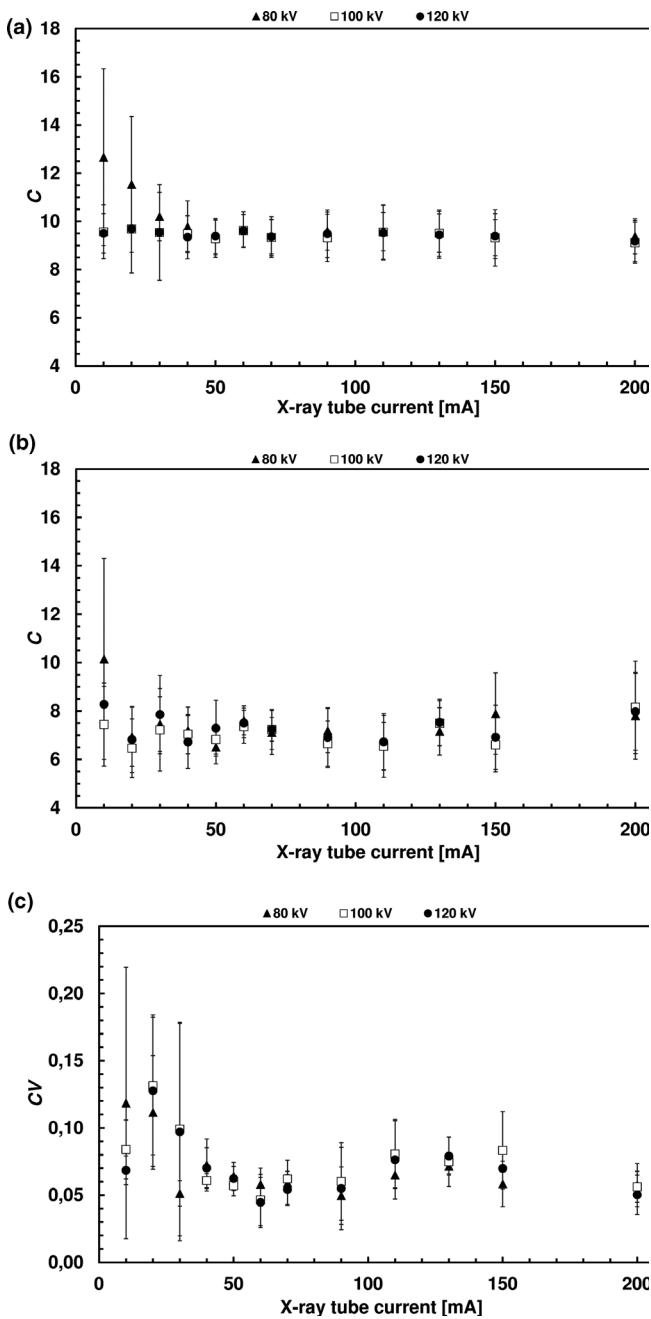 (a)
▲ 80 kV □ 100 kV ● 120 kV
18
16
14
12
10
8
6
4
C
0 50 100 150 200
X-ray tube current [mA]
(b)
▲ 80 kV □ 100 kV ● 120 kV
18
16
14
12
10
8
6
4
C
0 50 100 150 200
X-ray tube current [mA]
(c)
▲ 80 kV □ 100 kV ● 120 kV
0,25
0,20
0,15
0,10
0,05
0,00
CV
0 50 100 150 200
X-ray tube current [mA]